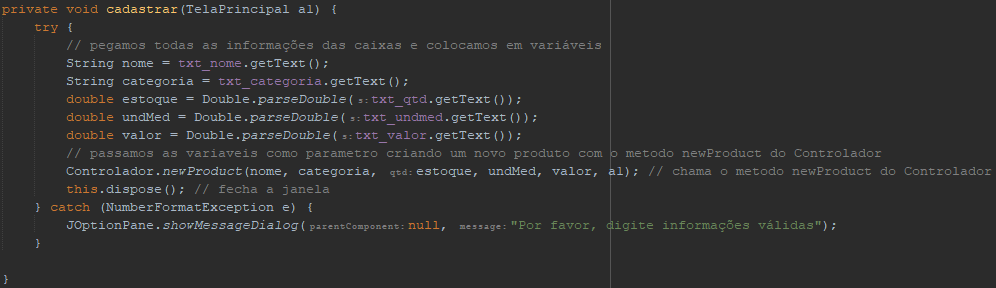 private void cadastrar(TelaPrincipal al) {
try {
// pegamos todas as informações das caixas e colocamos em variáveis
String nome = txt_nome.getText();
String categoria = txt_categoria.getText();
double estoque = Double.parseDouble( s: txt_qtd.getText());
double undMed = Double.parseDouble( s: txt_undmed.getText());
double valor = Double.parseDouble( s: txt_valor.getText());
// passamos as variaveis como parametro criando um novo produto com o metodo newProduct do Controlador
Controlador.newProduct(nome, categoria, qtd: estoque, undMed, valor, al); // chama o metodo newProduct do Controlador
this.dispose(); // fecha a janela
} catch (NumberFormatException e) {
JOptionPane.showMessageDialog( parentComponent: null, message: "Por favor, digite informações válidas");
}
}